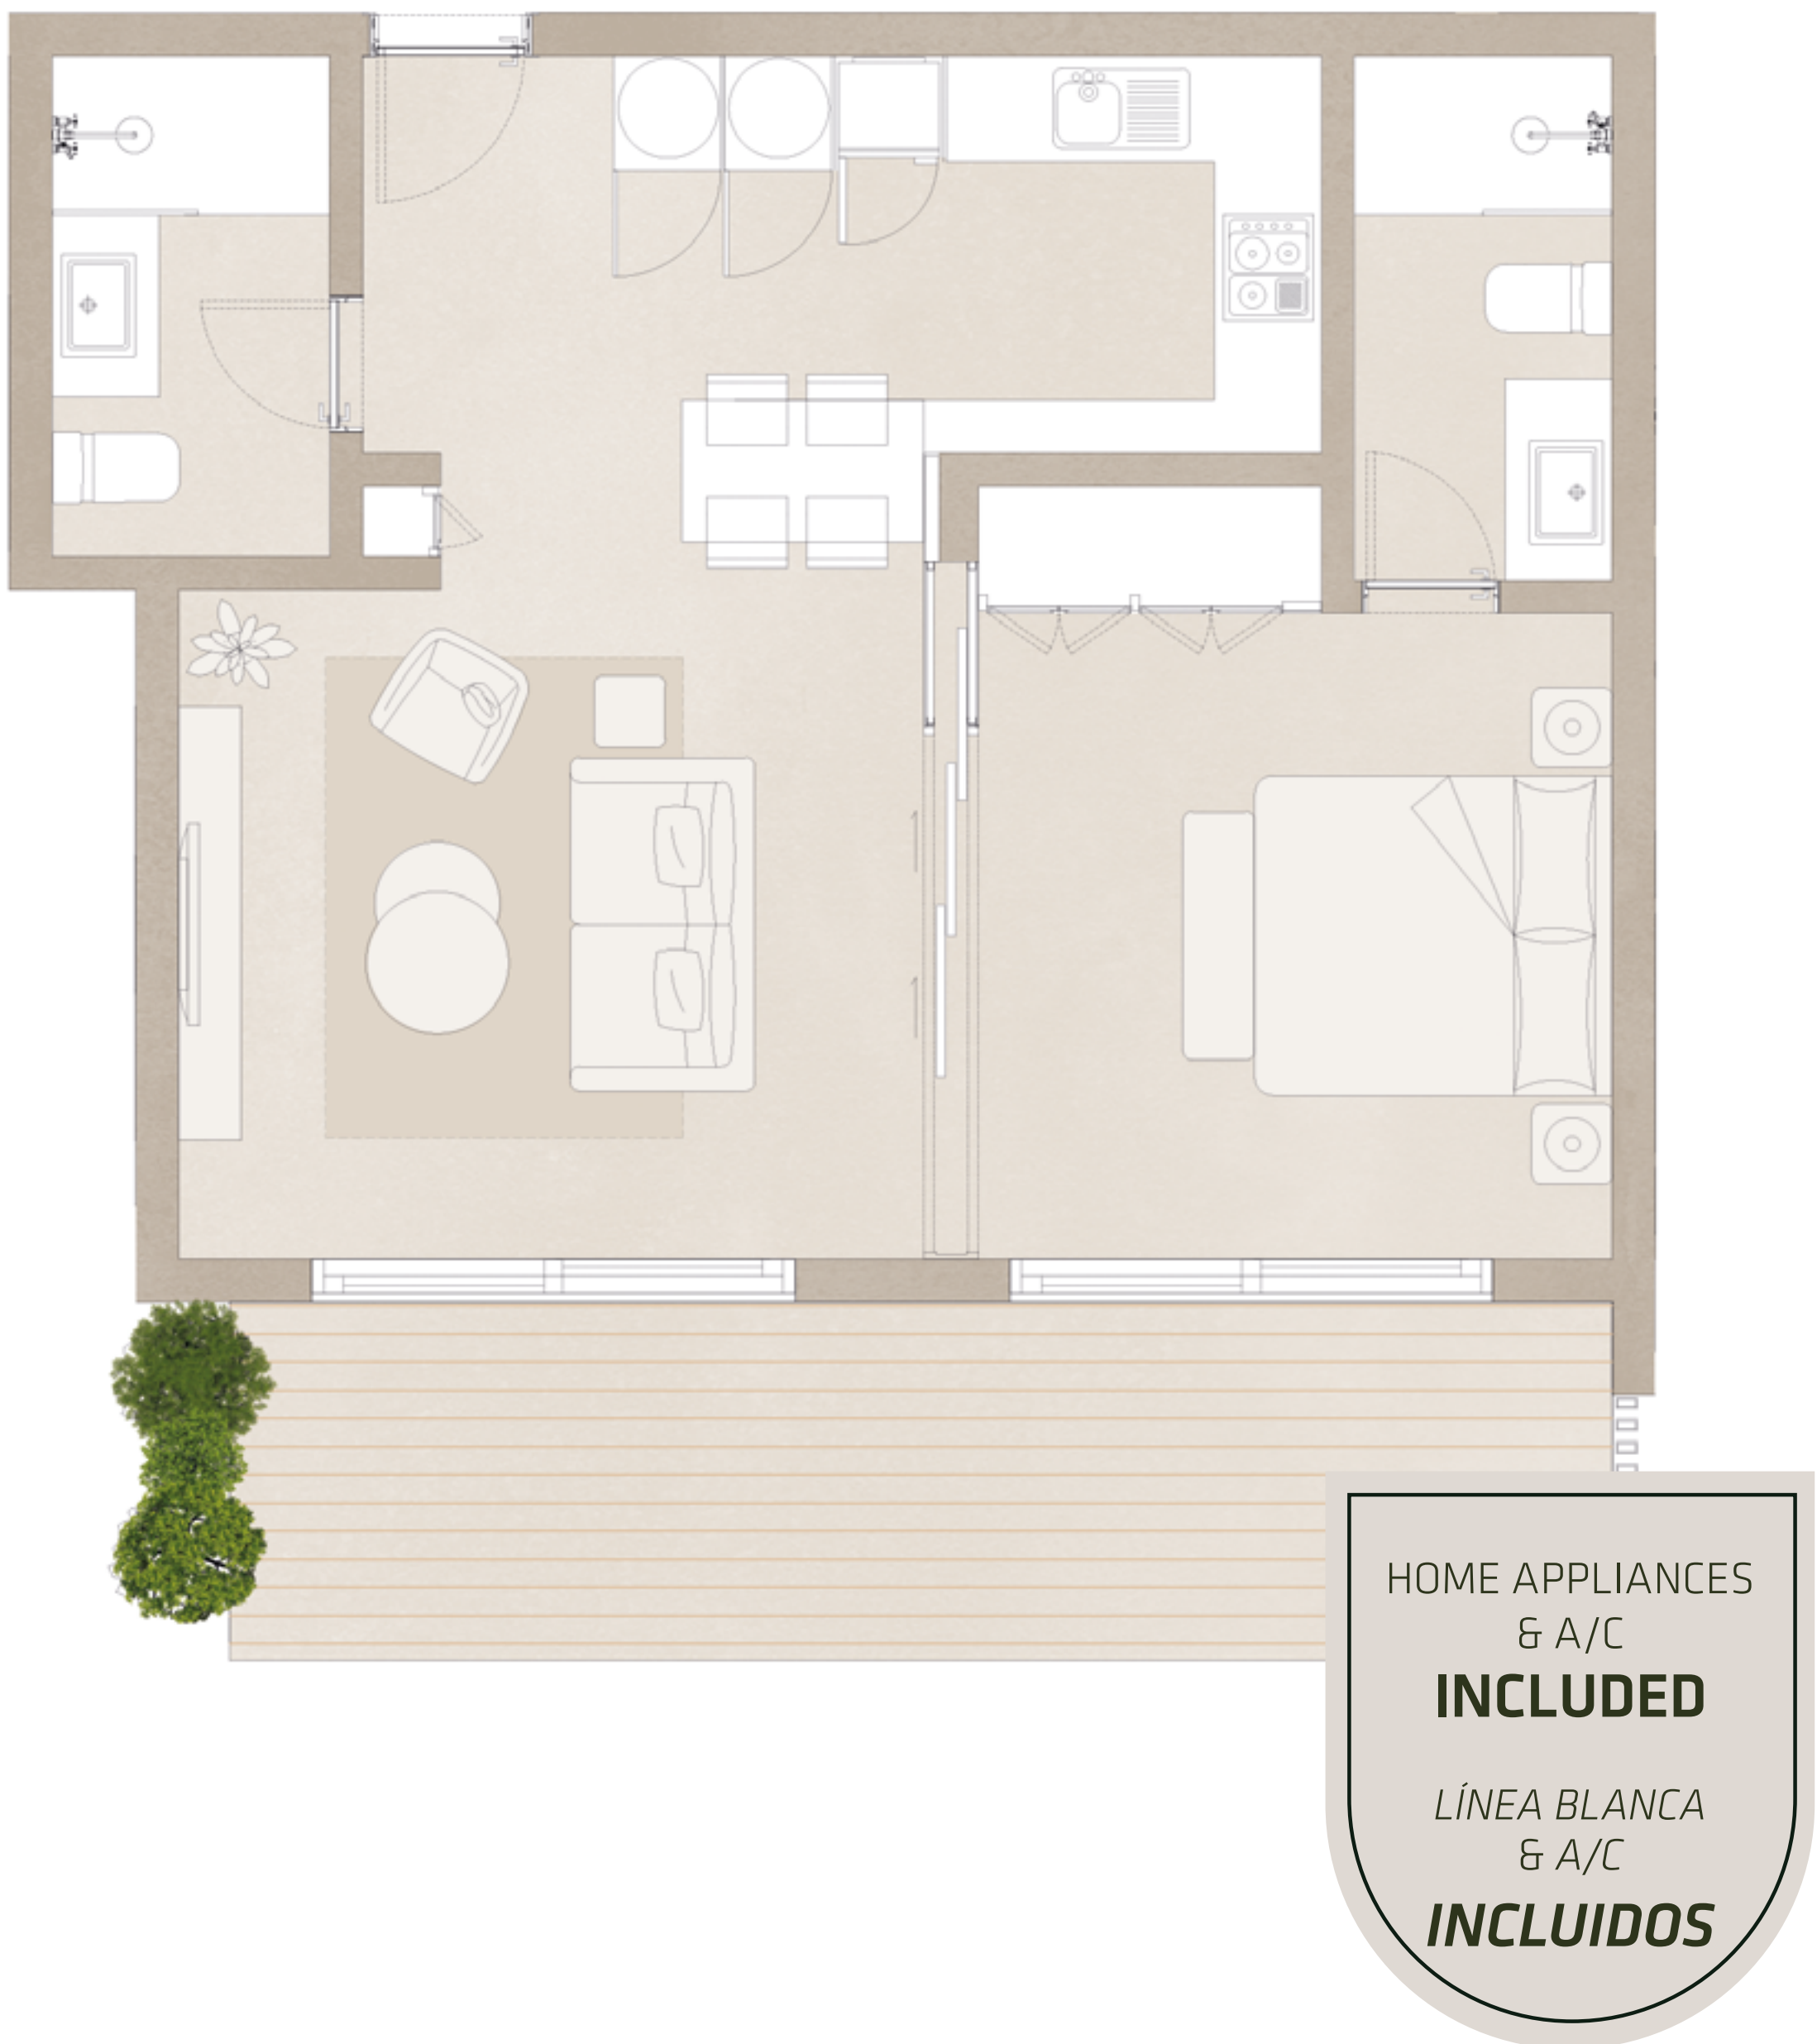 HOME APPLIANCES
& A/C
INCLUDED
LÍNEA BLANCA
& A/C
INCLUIDOS